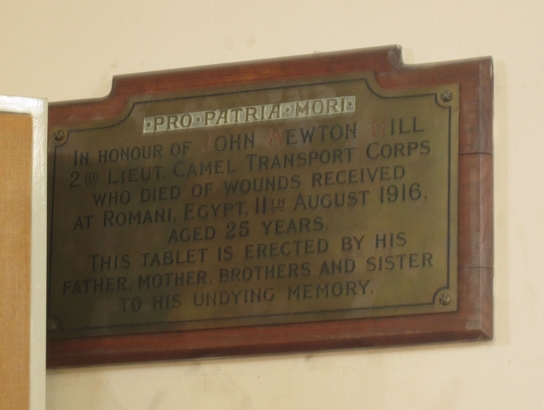 ·PRO·PATRIA·MORI·
IN HONOUR OF JOHN NEWTON GILL
2ND LIEUT. CAMEL TRANSPORT CORPS
WHO DIED OF WOUNDS RECEIVED
AT ROMANI, EGYPT, 11TH AUGUST 1916.
AGED 25 YEARS.
THIS TABLET IS ERECTED BY HIS
FATHER, MOTHER, BROTHERS AND SISTER
TO HIS UNDYING MEMORY.